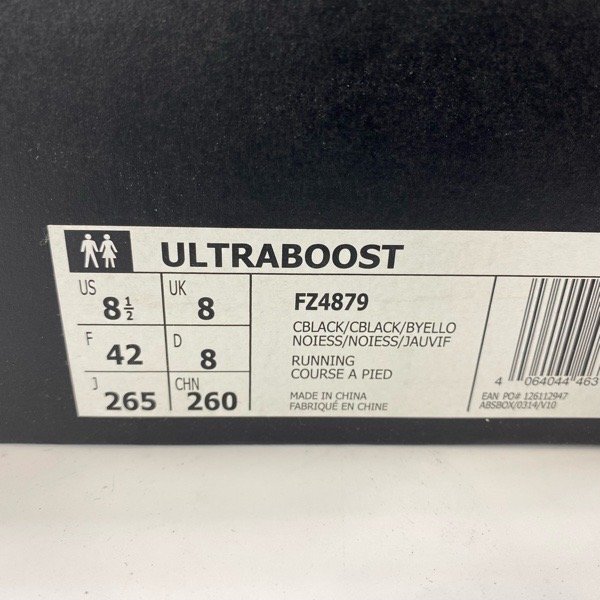 ULTRABOOST
US 8½ UK 8
F 42 D 8
J 265 CHN 260
FZ4879
CBLACK/CBLACK/BYELLO
NOIESS/NOIESS/JAUVIF
RUNNING
COURSE A PIED
MADE IN CHINA
FABRIQUÉ EN CHINE
4 064044 463
EAN PO# 126112947
ABSBOX/0314/V10